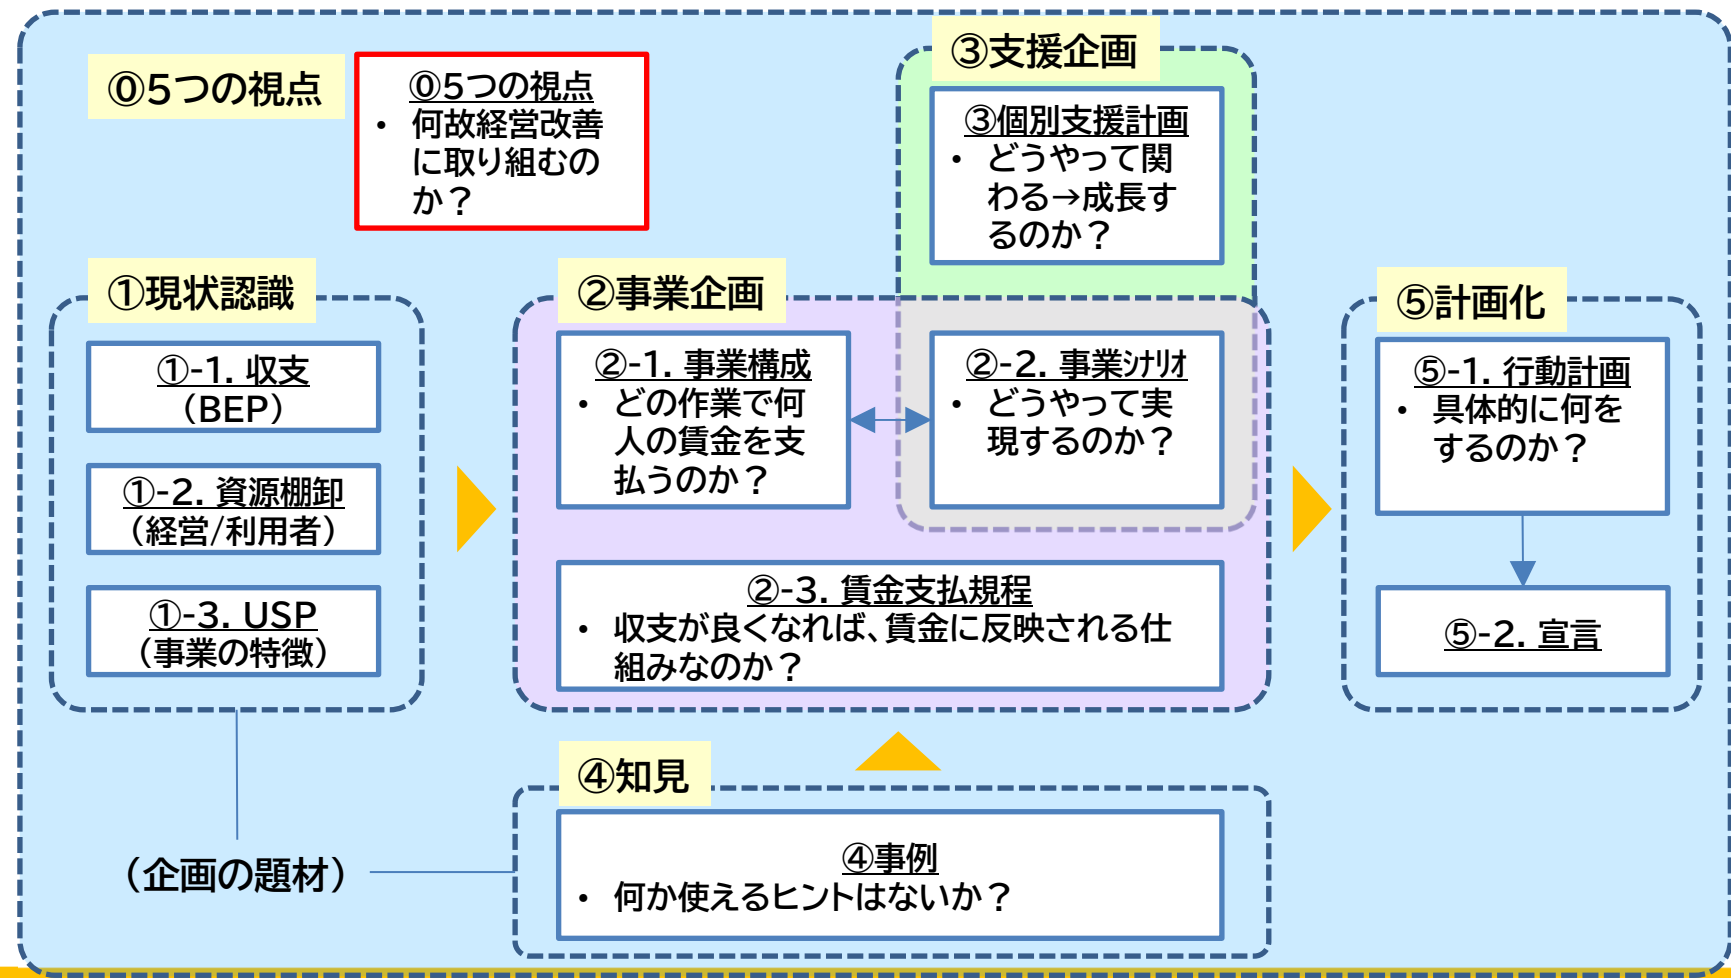 ⓪5つの視点
⓪5つの視点
• 何故経営改善
に取り組むの
か？
③支援企画
③個別支援計画
• どうやって関
わる→成長す
るのか？
①現状認識
①-1. 収支
（BEP）
①-2. 資源棚卸
（経営/利用者）
①-3. USP
（事業の特徴）
②事業企画
②-1. 事業構成
• どの作業で何
人の賃金を支
払うのか？
②-2. 事業ｼﾅﾘｵ
• どうやって実
現するのか？
②-3. 賃金支払規程
• 収支が良くなれば、賃金に反映される仕
組みなのか？
⑤計画化
⑤-1. 行動計画
• 具体的に何を
するのか？
⑤-2. 宣言
④知見
④事例
• 何か使えるヒントはないか？
（企画の題材）